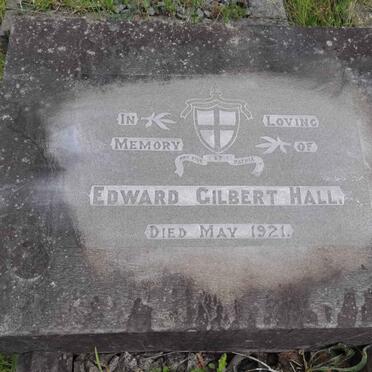 In Loving
Memory of
Edward Gilbert Hall,
Died May 1921.